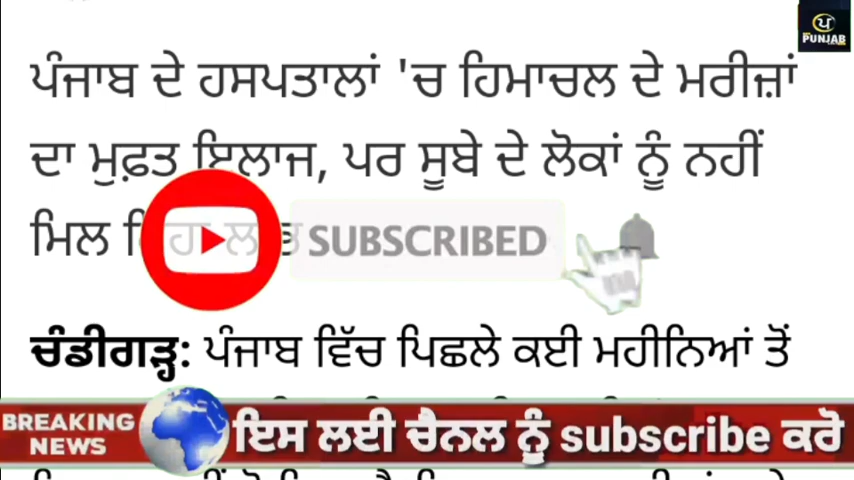 PUNJAB
ਪੰਜਾਬ ਦੇ ਹਸਪਤਾਲਾਂ 'ਚ ਹਿਮਾਚਲ ਦੇ ਮਰੀਜ਼ਾਂ
ਦਾ ਮੁਫ਼ਤ ਇਲਾਜ, ਪਰ ਸੂਬੇ ਦੇ ਲੋਕਾਂ ਨੂੰ ਨਹੀਂ
ਮਿਲ
SUBSCRIBED
ਚੰਡੀਗੜ੍ਹ: ਪੰਜਾਬ ਵਿੱਚ ਪਿਛਲੇ ਕਈ ਮਹੀਨਿਆਂ ਤੋਂ
BREAKING
NEWS
ਇਸ ਲਈ ਚੈਨਲ ਨੂੰ subscribe ਕਰੋ